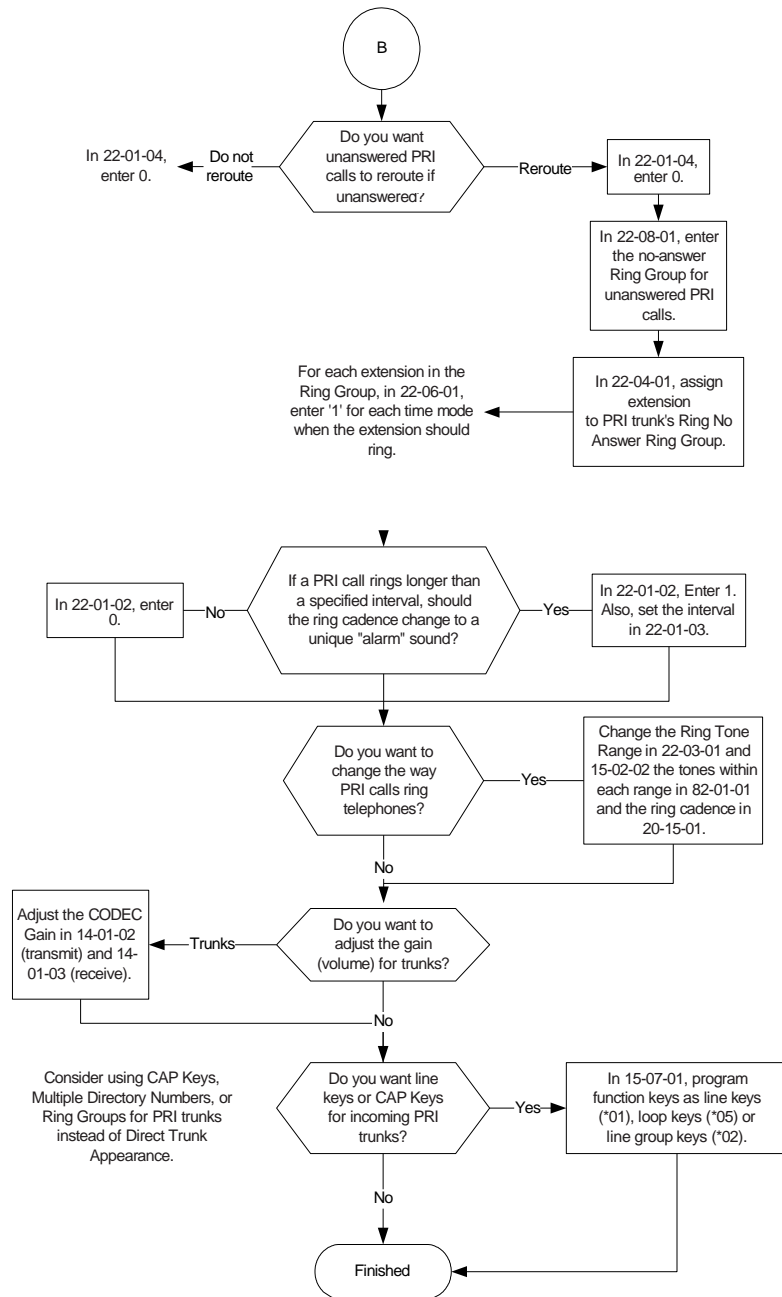 B
Do you want
unanswered PRI
calls to reroute if
unanswered?
Do not
reroute
In 22-01-04,
enter 0.
Reroute
In 22-01-04,
enter 0.
In 22-08-01, enter
the no-answer
Ring Group for
unanswered PRI
calls.
In 22-04-01, assign
extension
to PRI trunk's Ring No
Answer Ring Group.
For each extension in the
Ring Group, in 22-06-01,
enter '1' for each time mode
when the extension should
ring.
If a PRI call rings longer than
a specified interval, should
the ring cadence change to a
unique "alarm" sound?
No
In 22-01-02, enter
0.
Yes
In 22-01-02, Enter 1.
Also, set the interval
in 22-01-03.
Do you want to
change the way
PRI calls ring
telephones?
Yes
Change the Ring Tone
Range in 22-03-01 and
15-02-02 the tones within
each range in 82-01-01
and the ring cadence in
20-15-01.
No
Do you want to
adjust the gain
(volume) for trunks?
Trunks
Adjust the CODEC
Gain in 14-01-02
(transmit) and 14-
01-03 (receive).
No
Consider using CAP Keys,
Multiple Directory Numbers, or
Ring Groups for PRI trunks
instead of Direct Trunk
Appearance.
Do you want line
keys or CAP Keys
for incoming PRI
trunks?
Yes
In 15-07-01, program
function keys as line keys
(*01), loop keys (*05) or
line group keys (*02).
No
Finished